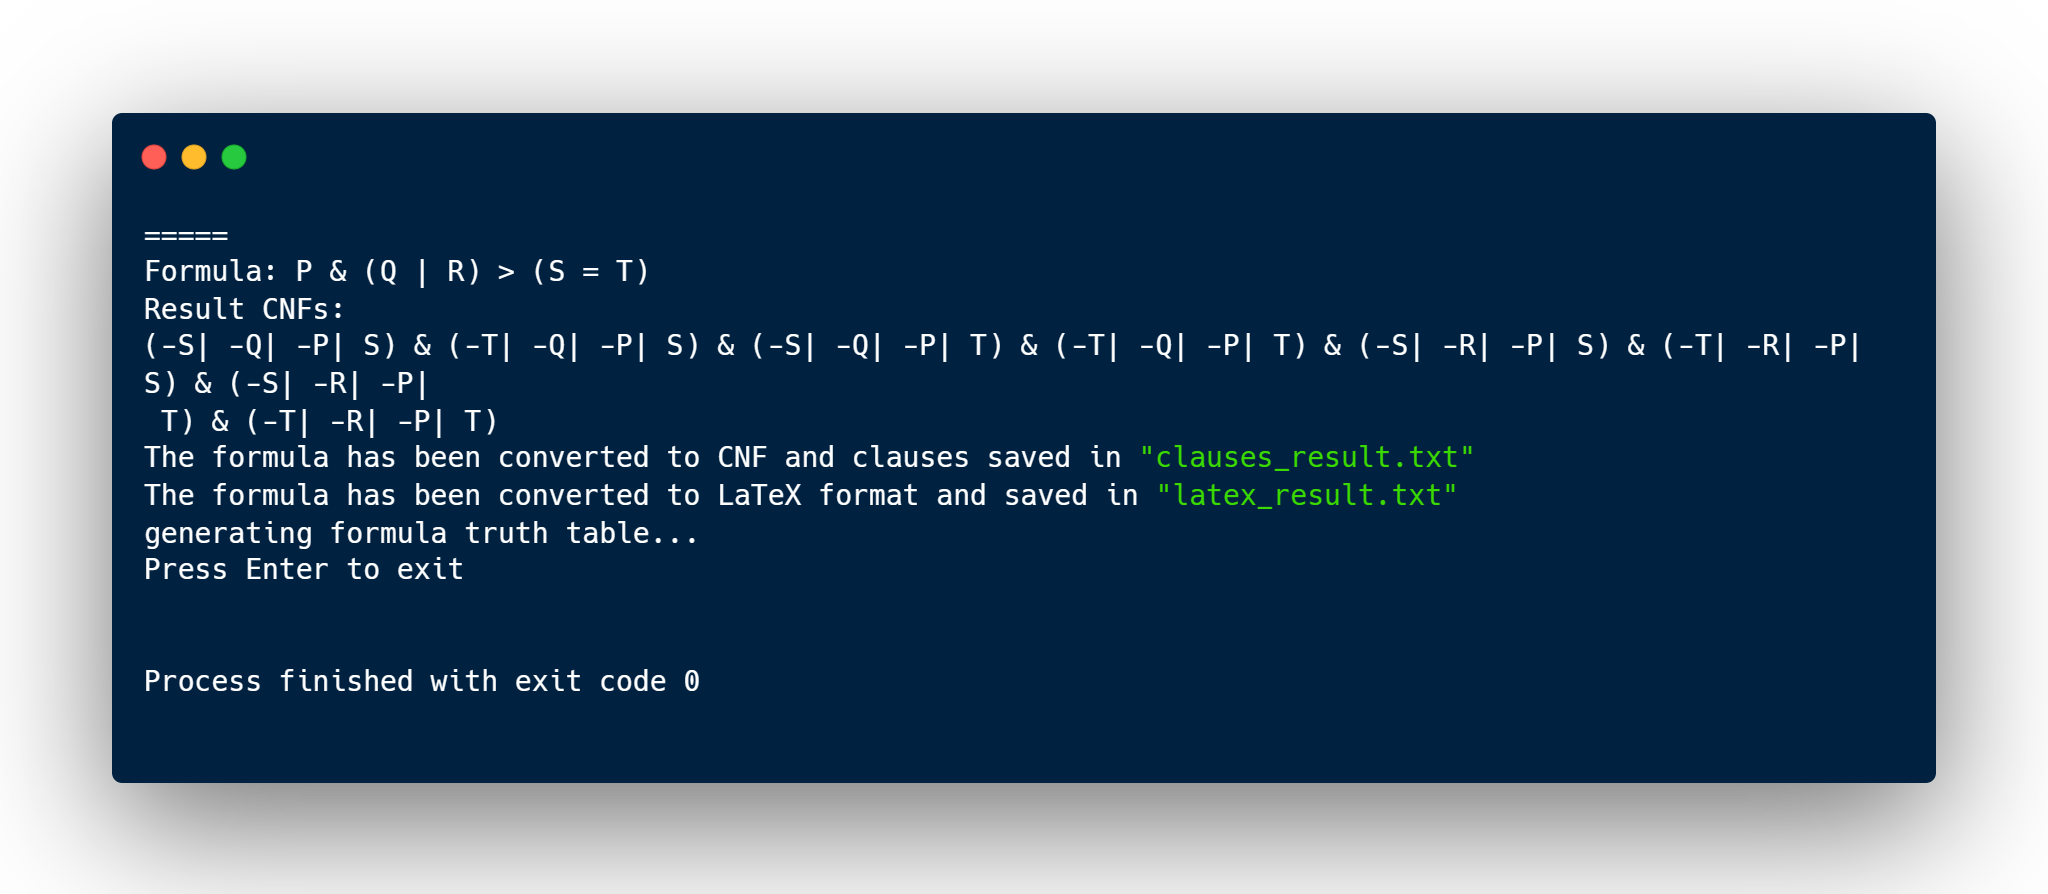 =====
Formula: P & (Q | R) > (S = T)
Result CNFs:
(-S| -Q| -P| S) & (-T| -Q| -P| S) & (-S| -Q| -P| T) & (-T| -Q| -P| T) & (-S| -R| -P| S) & (-T| -R| -P|
S) & (-S| -R| -P|
 T) & (-T| -R| -P| T)
The formula has been converted to CNF and clauses saved in "clauses_result.txt"
The formula has been converted to LaTeX format and saved in "latex_result.txt"
generating formula truth table...
Press Enter to exit
Process finished with exit code 0